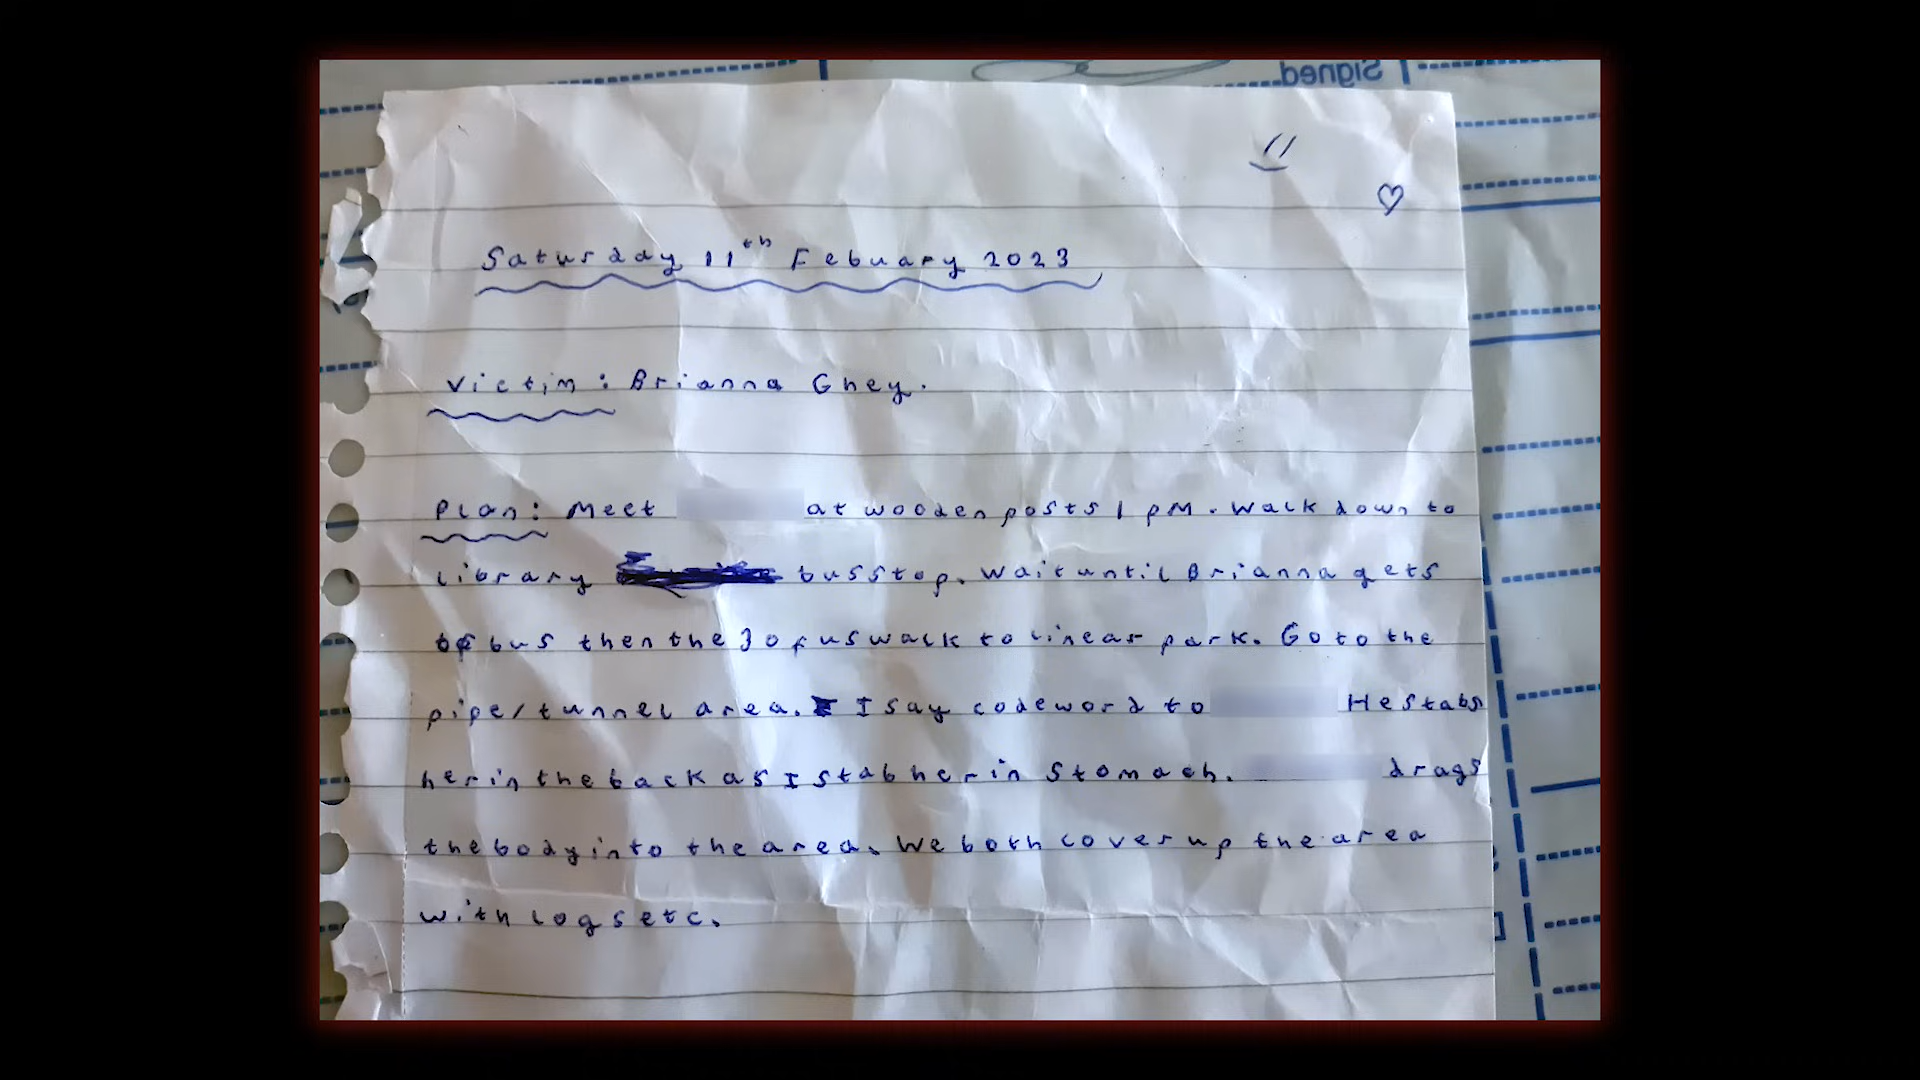 Signed
Saturday 11th Febuary 2023
Victim: Brianna Ghey.
Plan: Meet at wooden posts 1 pm. Walk down to
library bus stop. Wait until Brianna gets
of bus then the 3 of us walk to linear park. Go to the
pipe/tunnel area. I say codeword to He stabs
her in the back as I stab her in stomach. drags
the body into the area. We both cover up the area
with logs etc.